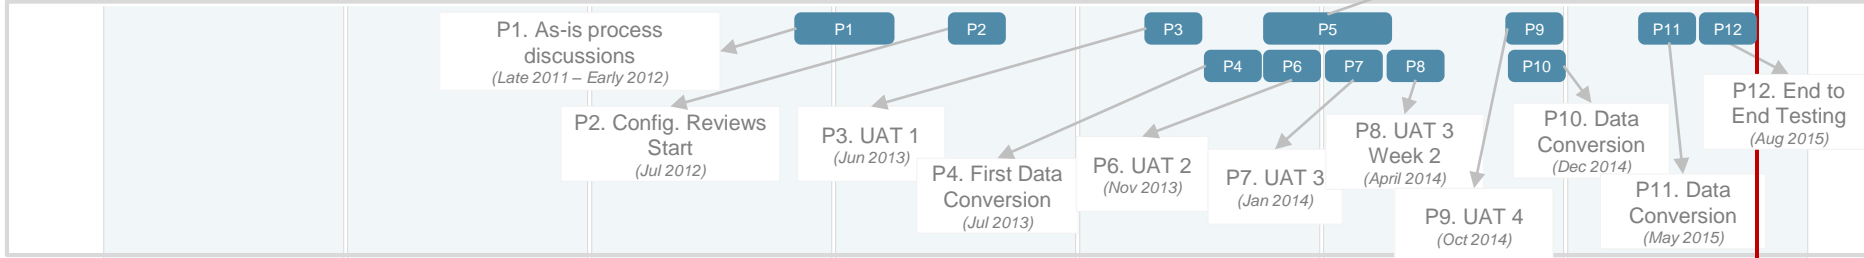 P1
P2
P3
P5
P9
P11
P12
P4
P6
P7
P8
P10
P1. As-is process
discussions
(Late 2011 – Early 2012)
P2. Config. Reviews
Start
(Jul 2012)
P3. UAT 1
(Jun 2013)
P4. First Data
Conversion
(Jul 2013)
P6. UAT 2
(Nov 2013)
P7. UAT 3
(Jan 2014)
P8. UAT 3
Week 2
(April 2014)
P9. UAT 4
(Oct 2014)
P10. Data
Conversion
(Dec 2014)
P11. Data
Conversion
(May 2015)
P12. End to
End Testing
(Aug 2015)